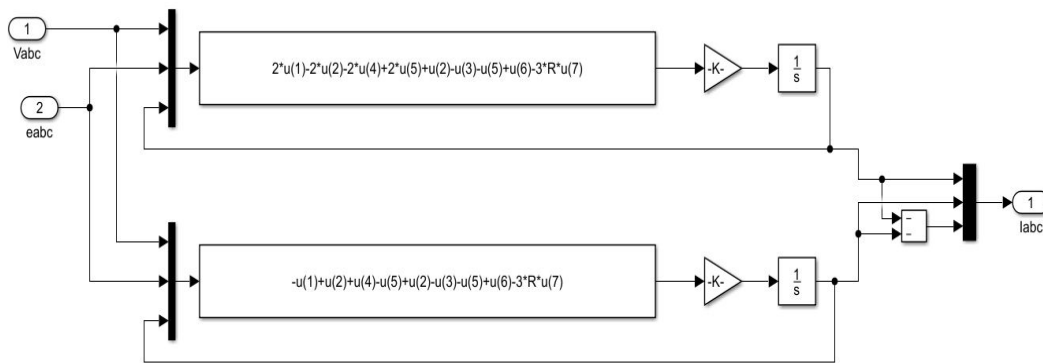 1
Vabc
2
eabc
2*u(1)-2*u(2)-2*u(4)+2*u(5)+u(2)-u(3)-u(5)+u(6)-3*R*u(7)
-K-
1
s
-u(1)+u(2)+u(4)-u(5)+u(2)-u(3)-u(5)+u(6)-3*R*u(7)
-K-
1
s
−
−
1
Iabc